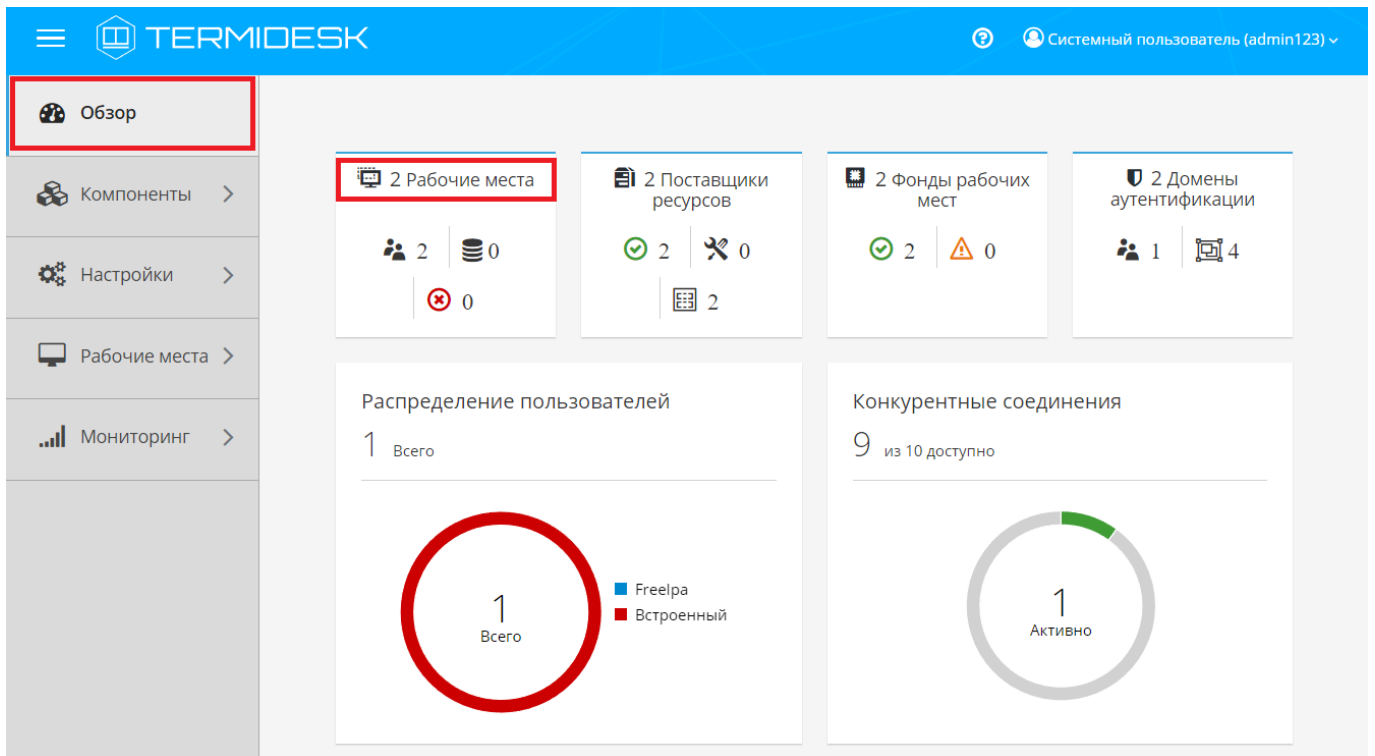 TERMIDESK
Системный пользователь (admin123)
Обзор
Компоненты
Настройки
Рабочие места
Мониторинг
2 Рабочие места
2
0
0
2 Поставщики
ресурсов
2
0
2
2 Фонды рабочих
мест
2
0
2 Домены
аутентификации
1
4
Распределение пользователей
1 Всего
1
Всего
FreeIpa
Встроенный
Конкурентные соединения
9 из 10 доступно
1
Активно